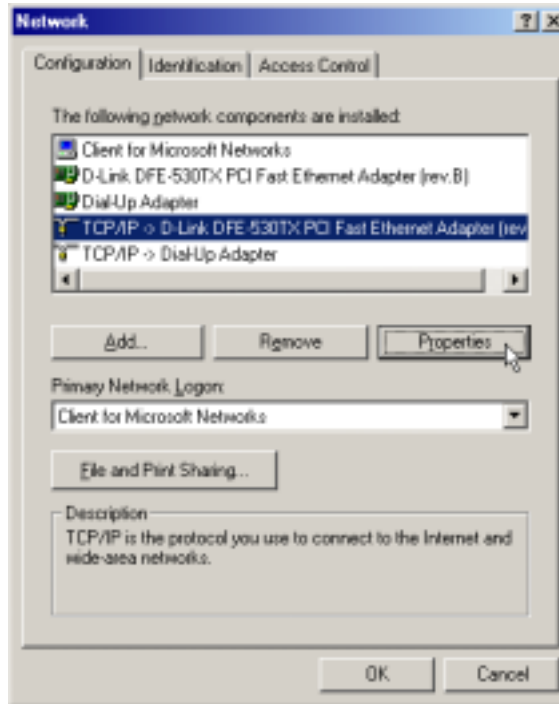 Network
Configuration Identification Access Control
The following network components are installed:
Client for Microsoft Networks
D-Link DFE-530TX PCI Fast Ethernet Adapter (rev.B)
Dial-Up Adapter
TCP/IP -> D-Link DFE-530TX PCI Fast Ethernet Adapter (rev
TCP/IP -> Dial-Up Adapter
Add... Remove Properties
Primary Network Logon:
Client for Microsoft Networks
File and Print Sharing...
Description
TCP/IP is the protocol you use to connect to the Internet and
wide-area networks.
OK Cancel